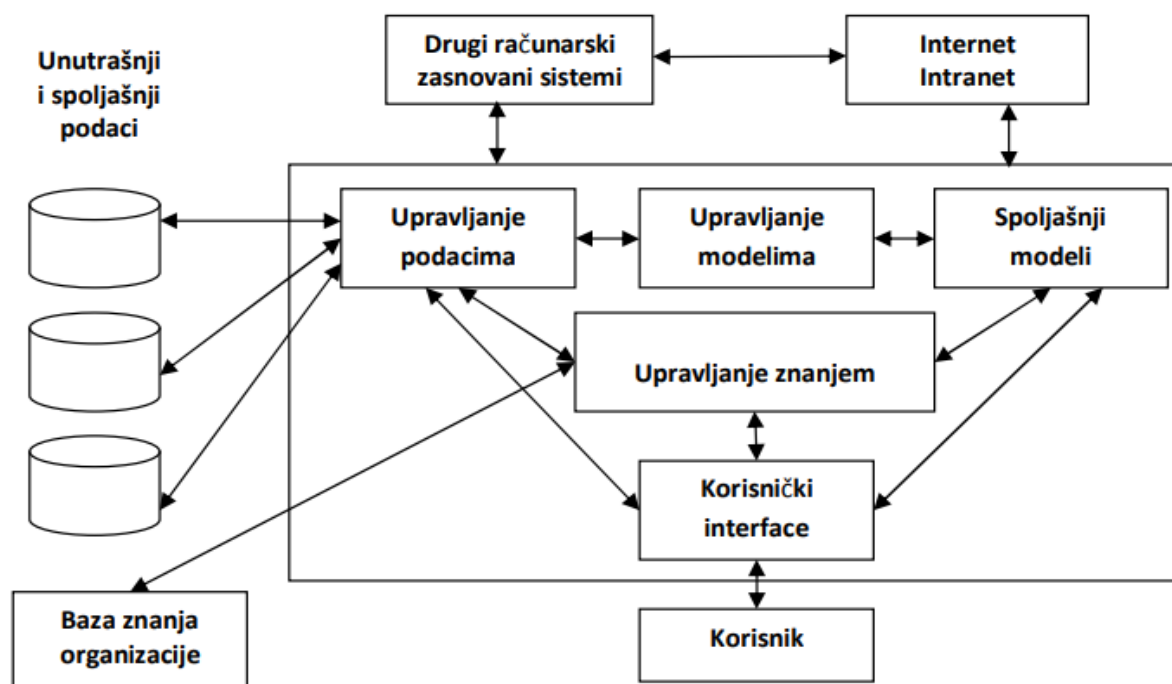 Unutrašnji
i spoljašnji
podaci
Drugi računarski
zasnovani sistemi
Internet
Intranet
Upravljanje
podacima
Upravljanje
modelima
Spoljašnji
modeli
Upravljanje znanjem
Korisnički
interface
Baza znanja
organizacije
Korisnik